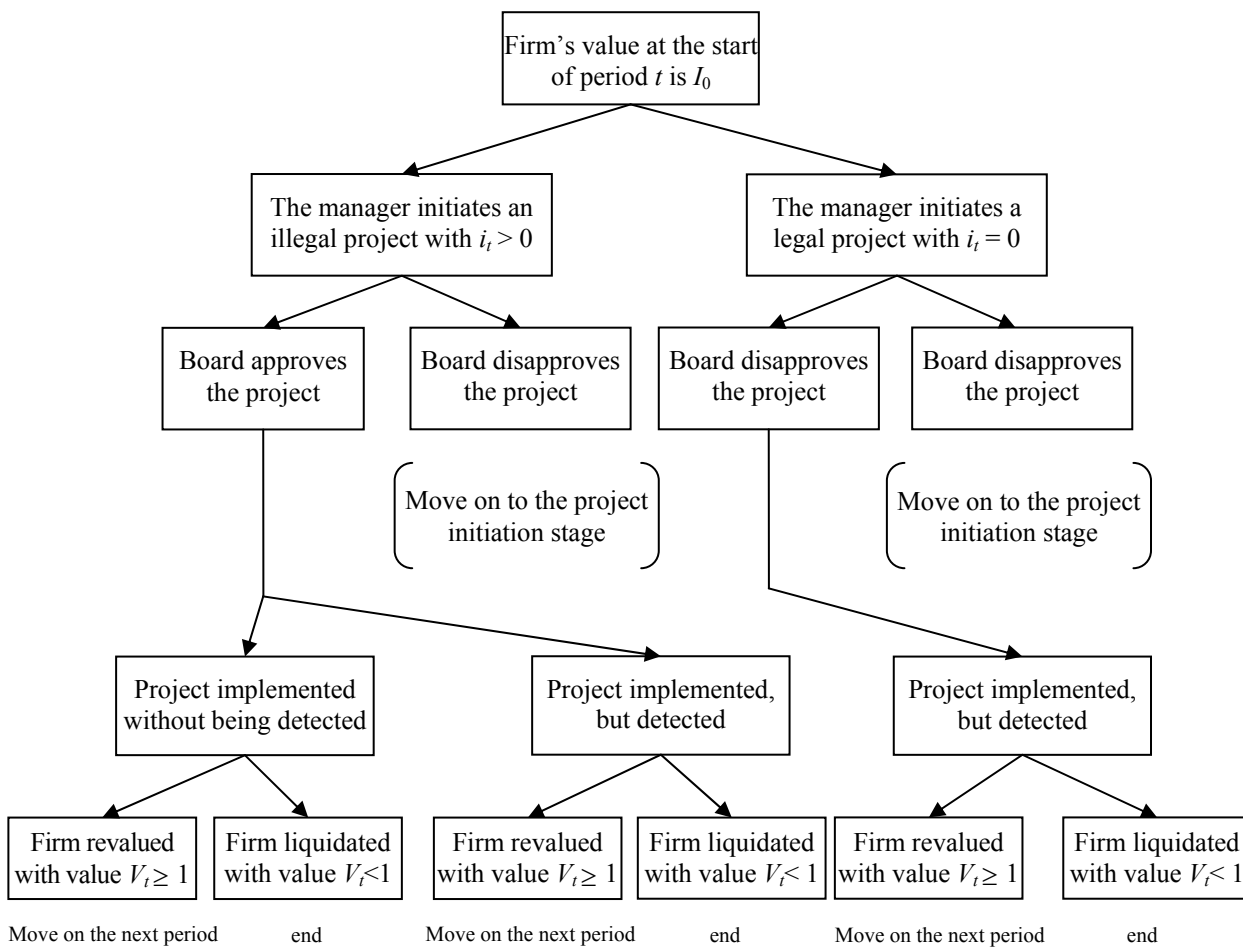 Firm's value at the start
of period t is I₀
The manager initiates an
illegal project with iₜ > 0
The manager initiates a
legal project with iₜ = 0
Board approves
the project
Board disapproves
the project
Board disapproves
the project
Board disapproves
the project
Move on to the project
initiation stage
Move on to the project
initiation stage
Project implemented
without being detected
Project implemented,
but detected
Project implemented,
but detected
Firm revalued
with value Vₜ ≥ 1
Firm liquidated
with value Vₜ<1
Firm revalued
with value Vₜ ≥ 1
Firm liquidated
with value Vₜ< 1
Firm revalued
with value Vₜ ≥ 1
Firm liquidated
with value Vₜ< 1
Move on the next period
end
Move on the next period
end
Move on the next period
end